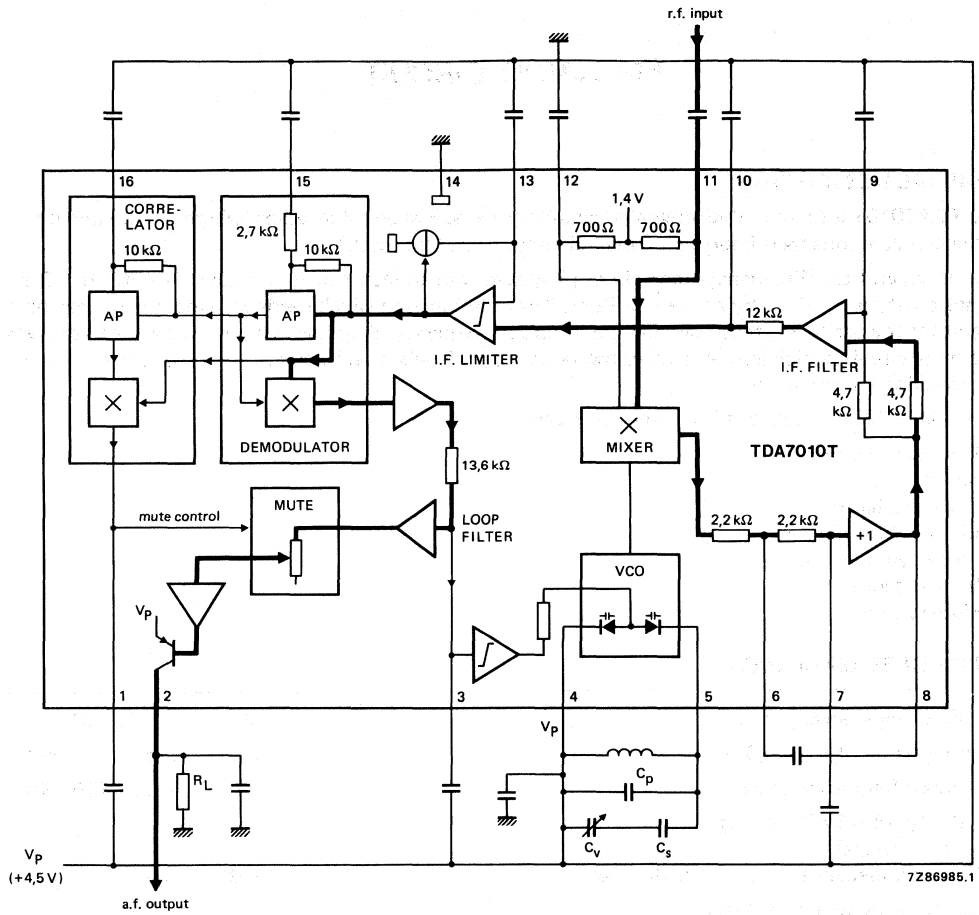 r.f. input
16
15
14
13
12
11
10
9
CORRE-
LATOR
10 kΩ
2,7 kΩ
10 kΩ
1,4 V
700 Ω
700 Ω
AP
AP
12 kΩ
I.F. LIMITER
I.F. FILTER
4,7
kΩ
4,7
kΩ
DEMODULATOR
MIXER
TDA7010T
13,6 kΩ
MUTE
mute control
LOOP
FILTER
2,2 kΩ
2,2 kΩ
+1
VCO
VP
1
2
3
4
5
6
7
8
VP
RL
Cp
Cv
Cs
VP
(+4,5 V)
7Z86985.1
a.f. output